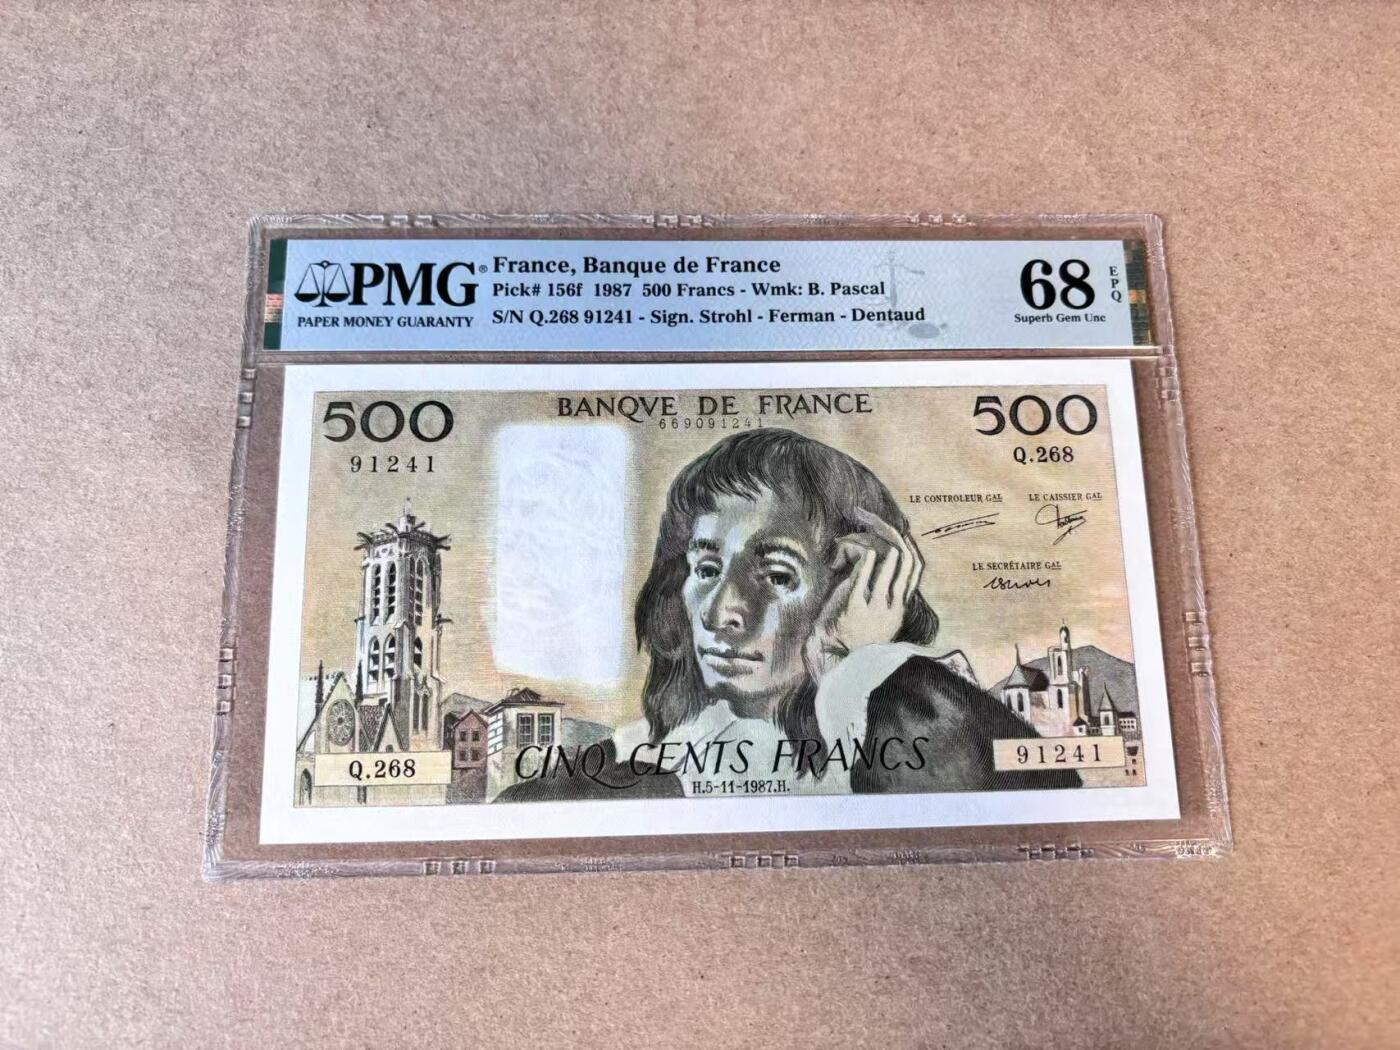 PMG®
PAPER MONEY GUARANTY
France, Banque de France
Pick# 156f 1987 500 Francs - Wmk: B. Pascal
S/N Q.268 91241 - Sign. Strohl - Ferman - Dentaud
68
EPQ
Superb Gem Unc
500
91241
BANQVE DE FRANCE
669091241
500
Q.268
LE CONTROLEUR GAL
LE CAISSIER GAL
LE SECRÉTAIRE GAL
Q.268
CINQ CENTS FRANCS
H.5-11-1987.H.
91241